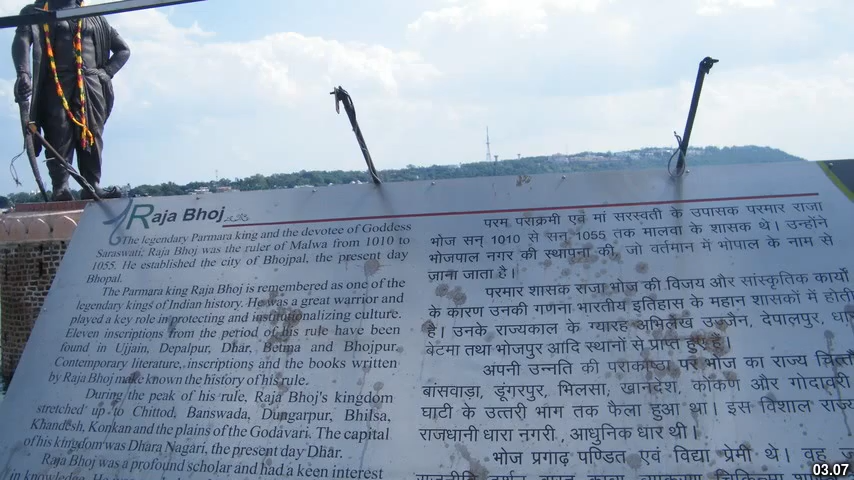 Raja Bhoj
The legendary Parmara king and the devotee of Goddess
Saraswati; Raja Bhoj was the ruler of Malwa from 1010 to
1055. He established the city of Bhojpal, the present day
Bhopal.
The Parmara king Raja Bhoj is remembered as one of the
legendary kings of Indian history. He was a great warrior and
played a key role in protecting and institutionalizing culture.
Eleven inscriptions from the period of his rule have been
found in Ujjain, Depalpur, Dhar, Betma and Bhojpur.
Contemporary literature, inscriptions and the books written
by Raja Bhoj make known the history of his rule.
During the peak of his rule, Raja Bhoj's kingdom
stretched up to Chittod, Banswada, Dungarpur, Bhilsa,
Khandesh, Konkan and the plains of the Godavari. The capital
of his kingdom was Dhara Nagari, the present day Dhar.
Raja Bhoj was a profound scholar and had a keen interest
in knowledge. He
परम पराक्रमी एवं मां सरस्वती के उपासक परमार राजा
भोज सन् 1010 से सन् 1055 तक मालवा के शासक थे। उन्होंने
भोजपाल नगर की स्थापना की, जो वर्तमान में भोपाल के नाम से
जाना जाता है।
परमार शासक राजा भोज की विजय और सांस्कृतिक कार्यों
के कारण उनकी गणना भारतीय इतिहास के महान शासकों में होती
है। उनके राज्यकाल के ग्यारह अभिलेख उज्जैन, देपालपुर,
बेटमा तथा भोजपुर आदि स्थानों से प्राप्त हुए हैं।
अपनी उन्नति की पराकाष्ठा पर भोज का राज्य
बांसवाड़ा, डूंगरपुर, भिलसा, खानदेश, कोंकण और गोदावरी
घाटी के उत्तरी भाग तक फैला हुआ था। इस विशाल
राजधानी धारा नगरी, आधुनिक धार थी।
भोज प्रगाढ़ पण्डित एवं विद्या प्रेमी थे। वह
03.07